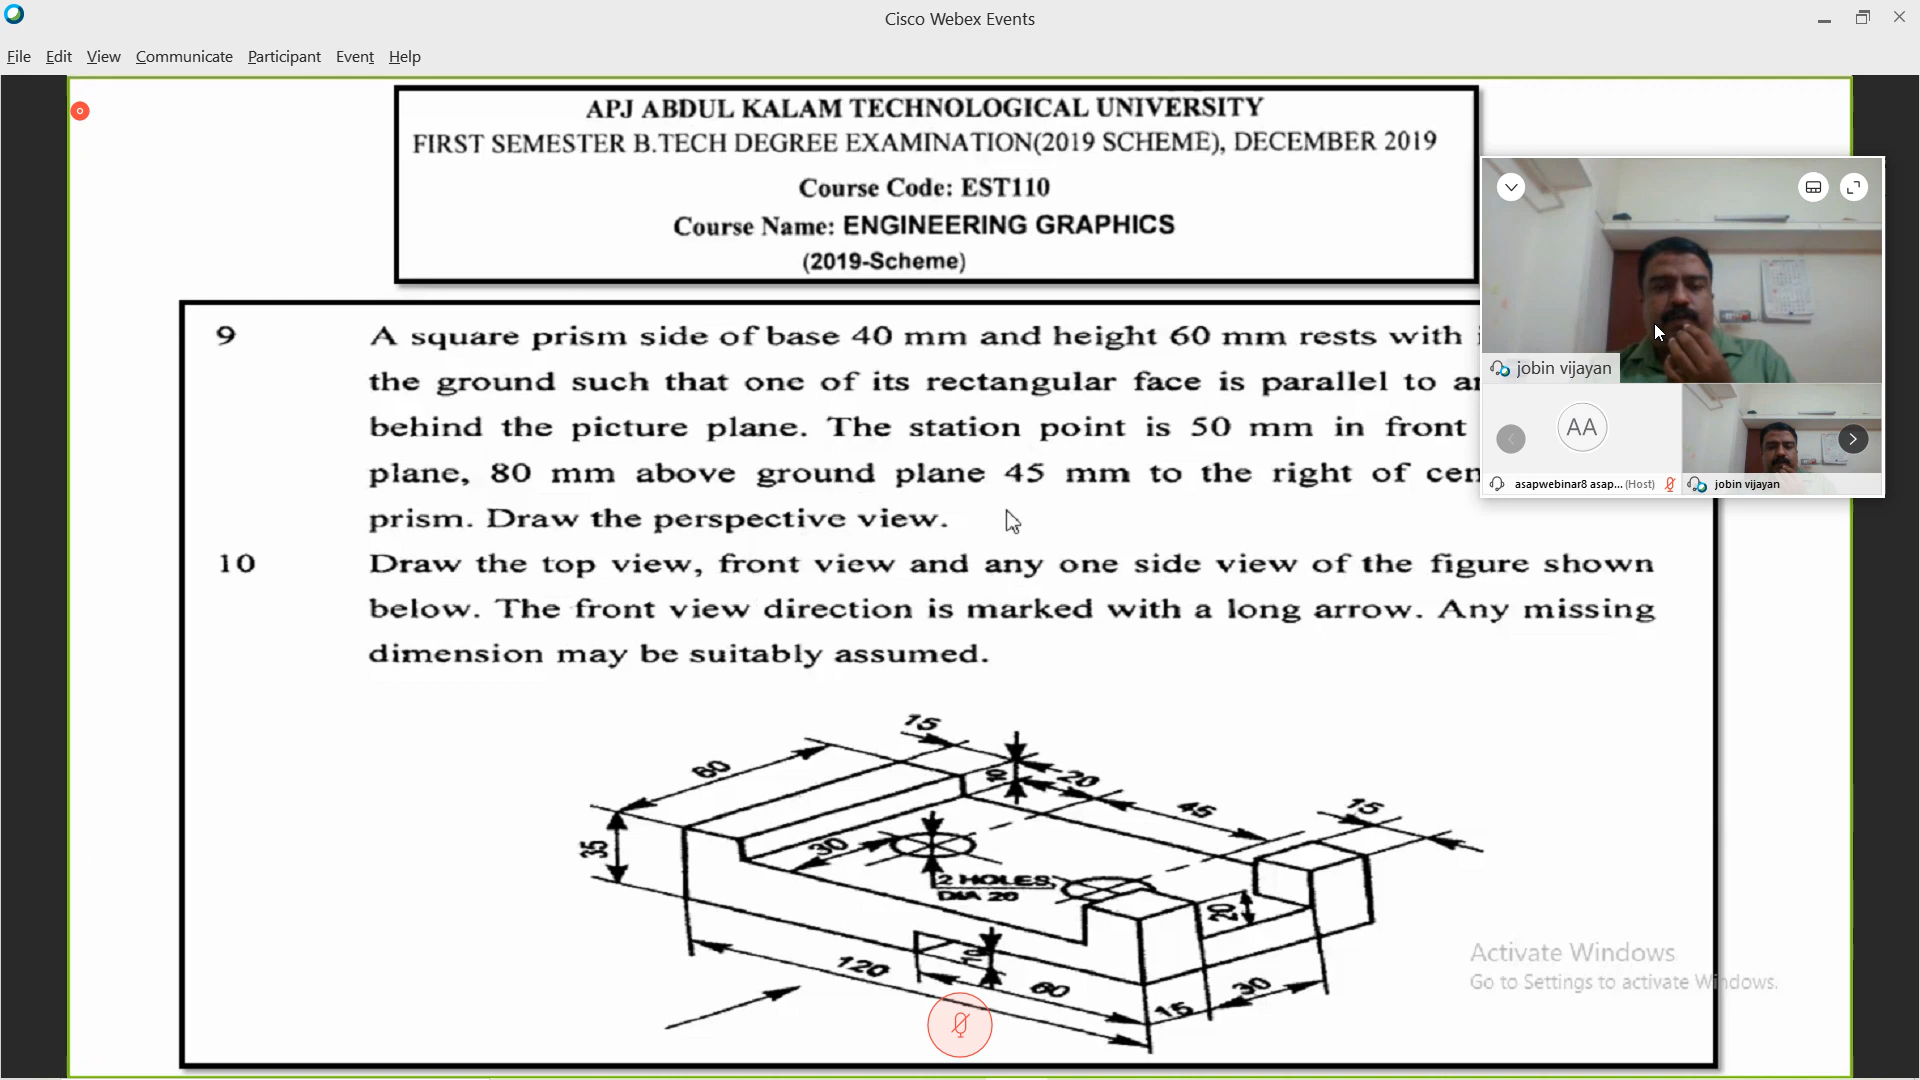 Cisco Webex Events
File Edit View Communicate Participant Event Help
APJ ABDUL KALAM TECHNOLOGICAL UNIVERSITY
FIRST SEMESTER B.TECH DEGREE EXAMINATION(2019 SCHEME), DECEMBER 2019
Course Code: EST110
Course Name: ENGINEERING GRAPHICS
(2019-Scheme)
9 A square prism side of base 40 mm and height 60 mm rests with
the ground such that one of its rectangular face is parallel to
behind the picture plane. The station point is 50 mm in front
plane, 80 mm above ground plane 45 mm to the right of cen
prism. Draw the perspective view.
jobin vijayan
AA
asapwebinar8 asap... (Host)
jobin vijayan
10 Draw the top view, front view and any one side view of the figure shown
below. The front view direction is marked with a long arrow. Any missing
dimension may be suitably assumed.
15
60
20
45
15
35
30
2 HOLES,
DIA 20
20
120
10
60
15
30
Activate Windows
Go to Settings to activate Windows.